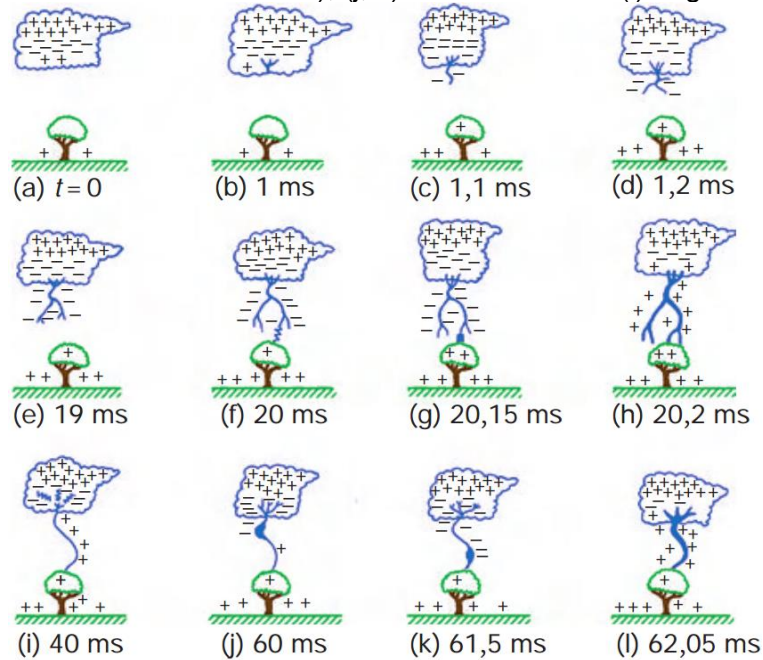 (a) t = 0
(b) 1 ms
(c) 1,1 ms
(d) 1,2 ms
(e) 19 ms
(f) 20 ms
(g) 20,15 ms
(h) 20,2 ms
(i) 40 ms
(j) 60 ms
(k) 61,5 ms
(l) 62,05 ms